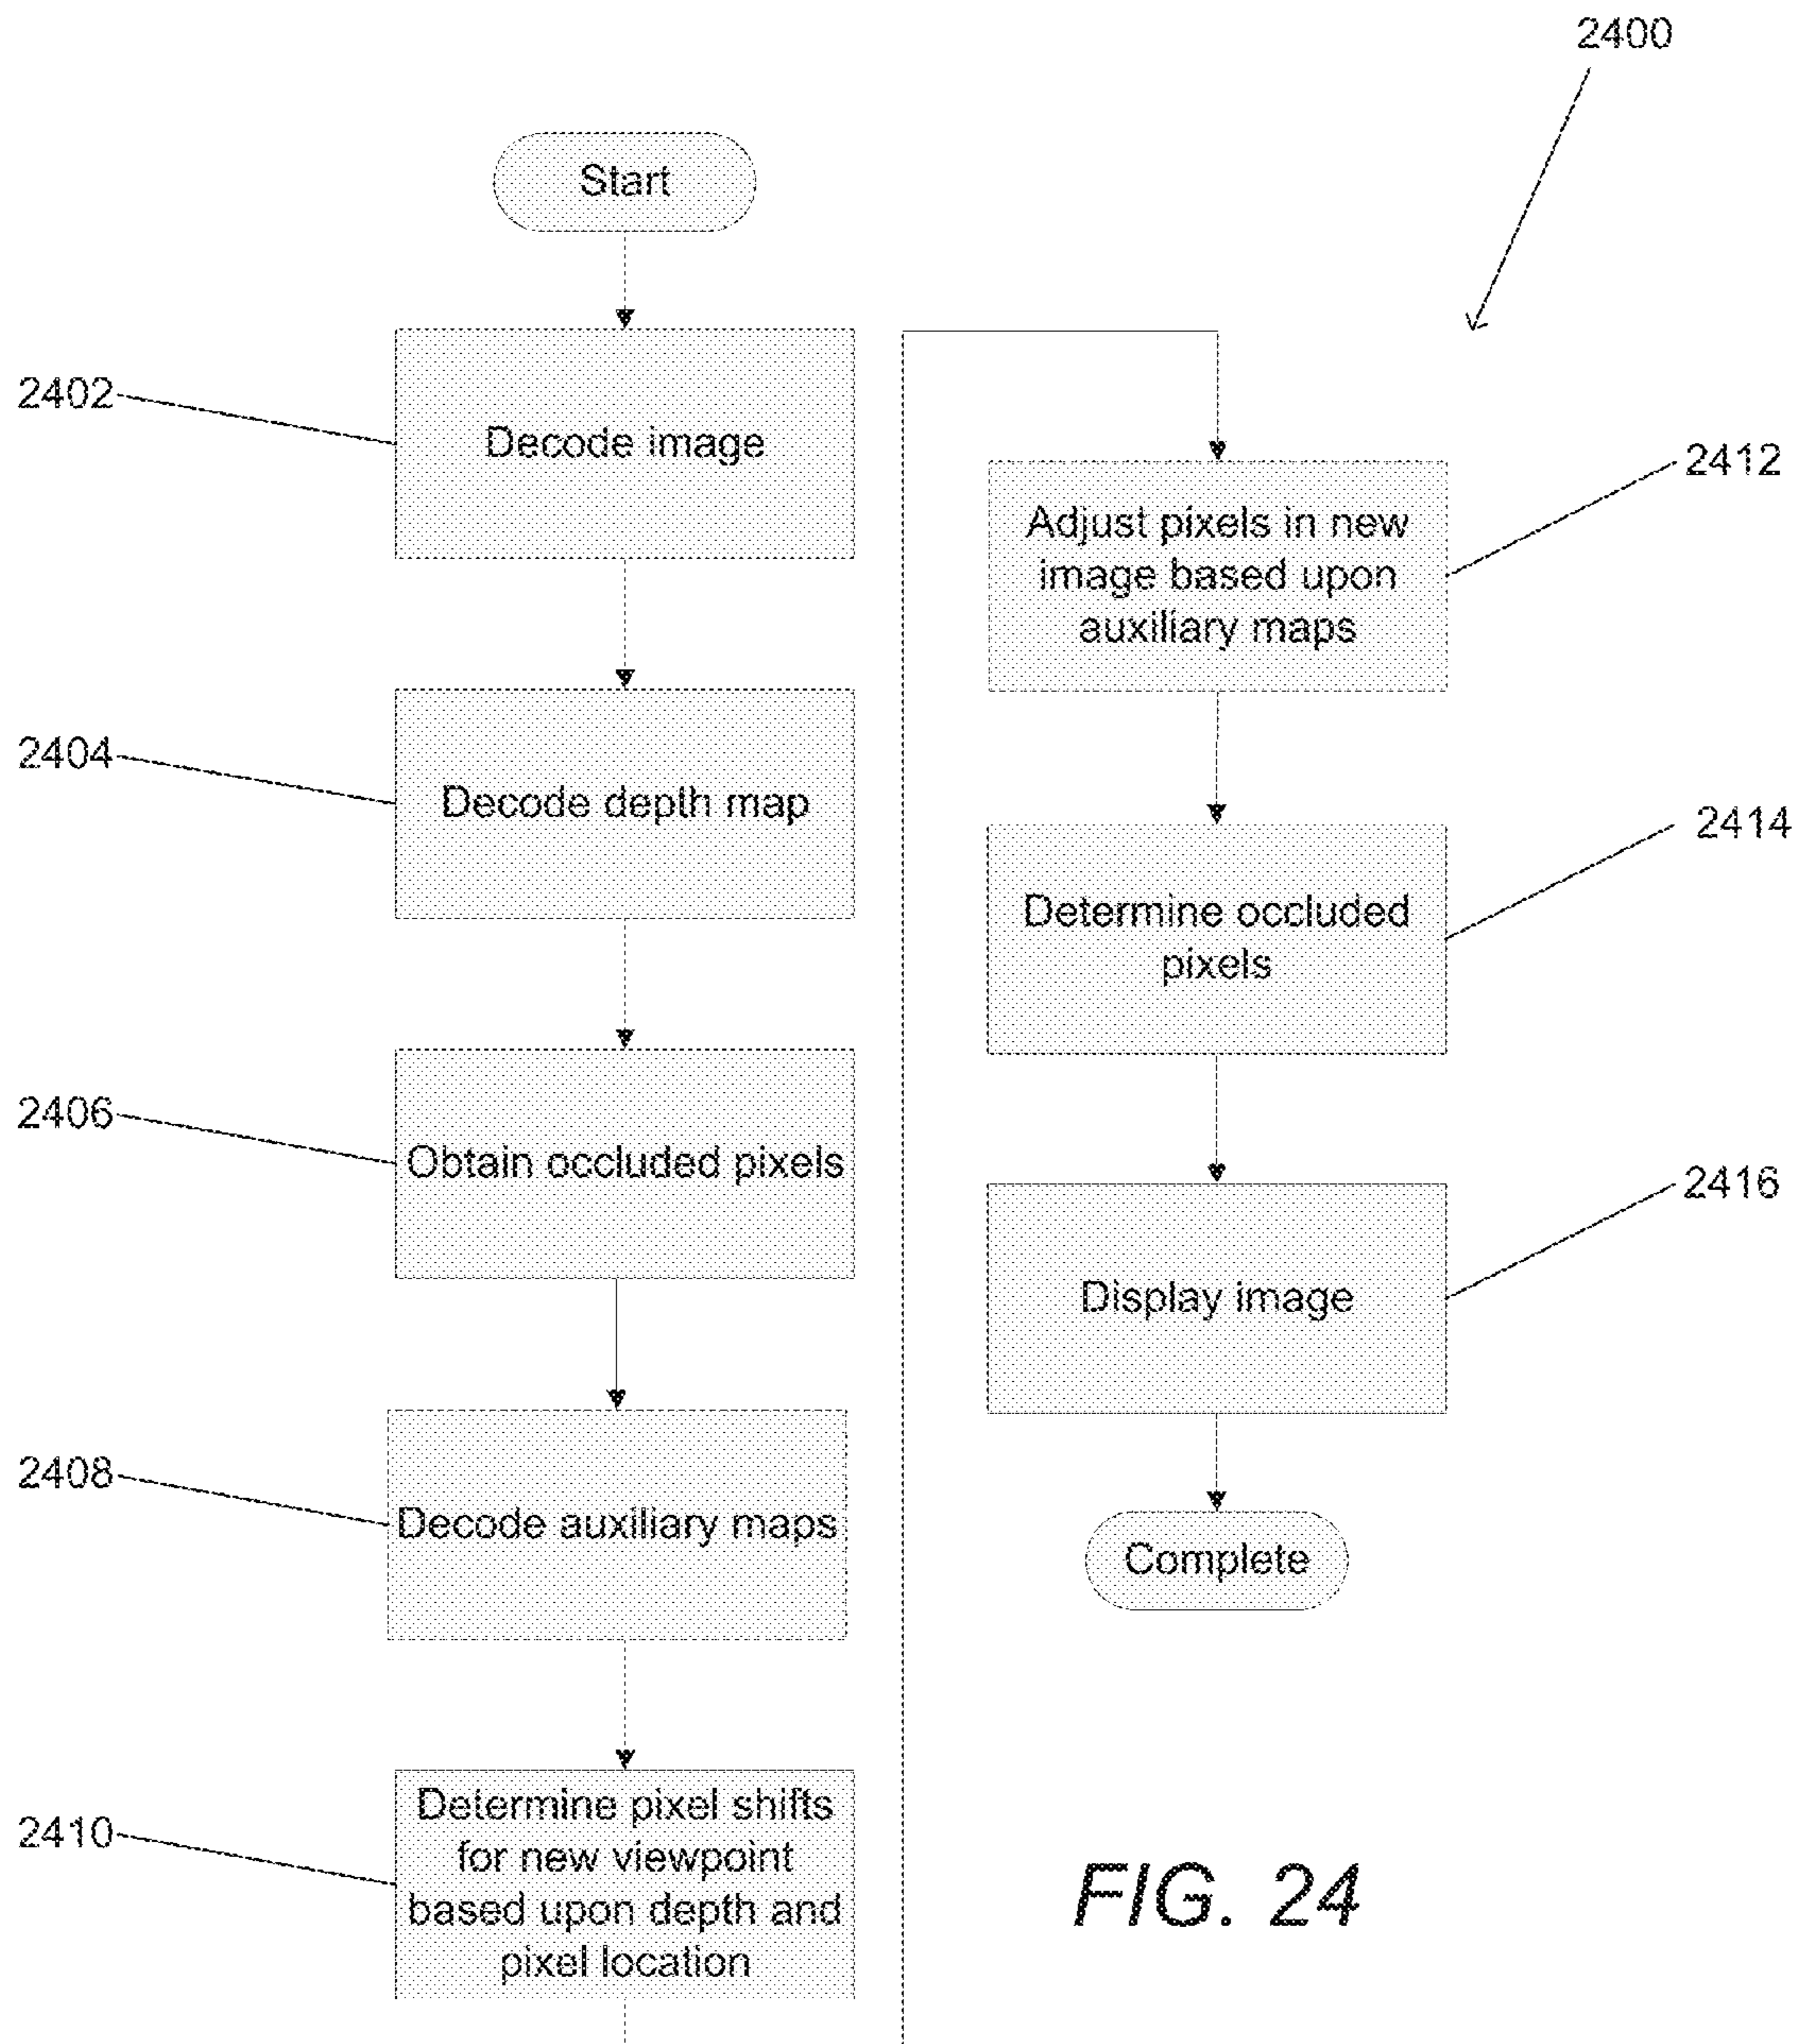 2400
Start
2402
Decode image
2404
Decode depth map
2406
Obtain occluded pixels
2408
Decode auxiliary maps
2410
Determine pixel shifts
for new viewpoint
based upon depth and
pixel location
2412
Adjust pixels in new
image based upon
auxiliary maps
2414
Determine occluded
pixels
2416
Display image
Complete
FIG. 24